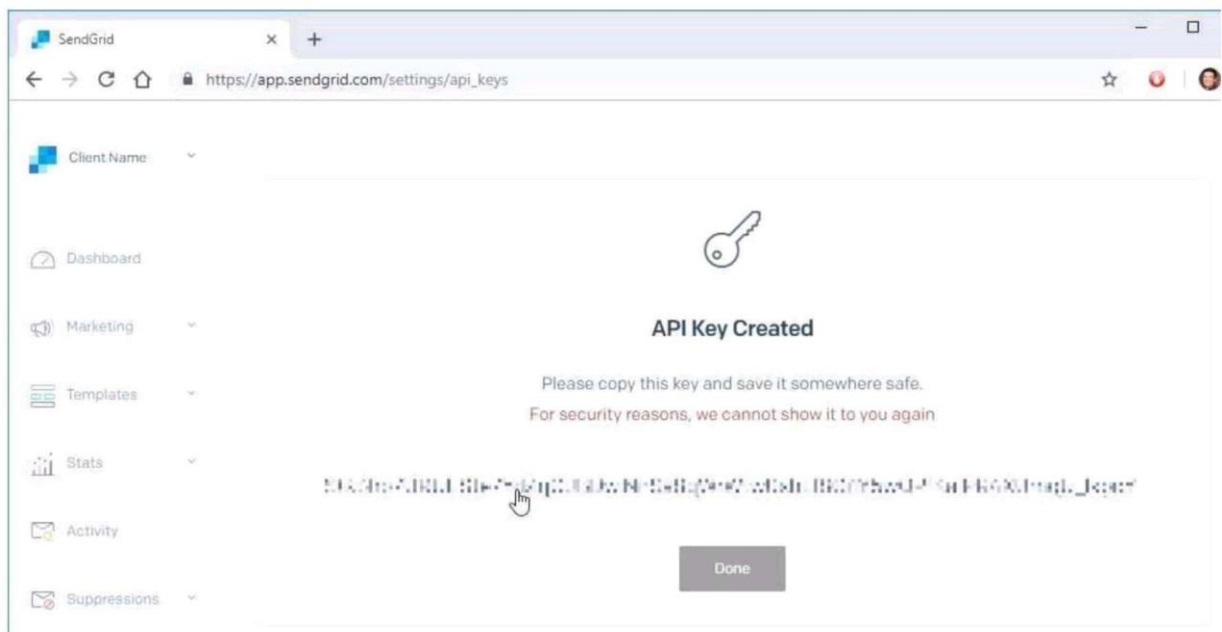 SendGrid
https://app.sendgrid.com/settings/api_keys
Client Name
Dashboard
Marketing
Templates
Stats
Activity
Suppressions
API Key Created
Please copy this key and save it somewhere safe.
For security reasons, we cannot show it to you again
Done